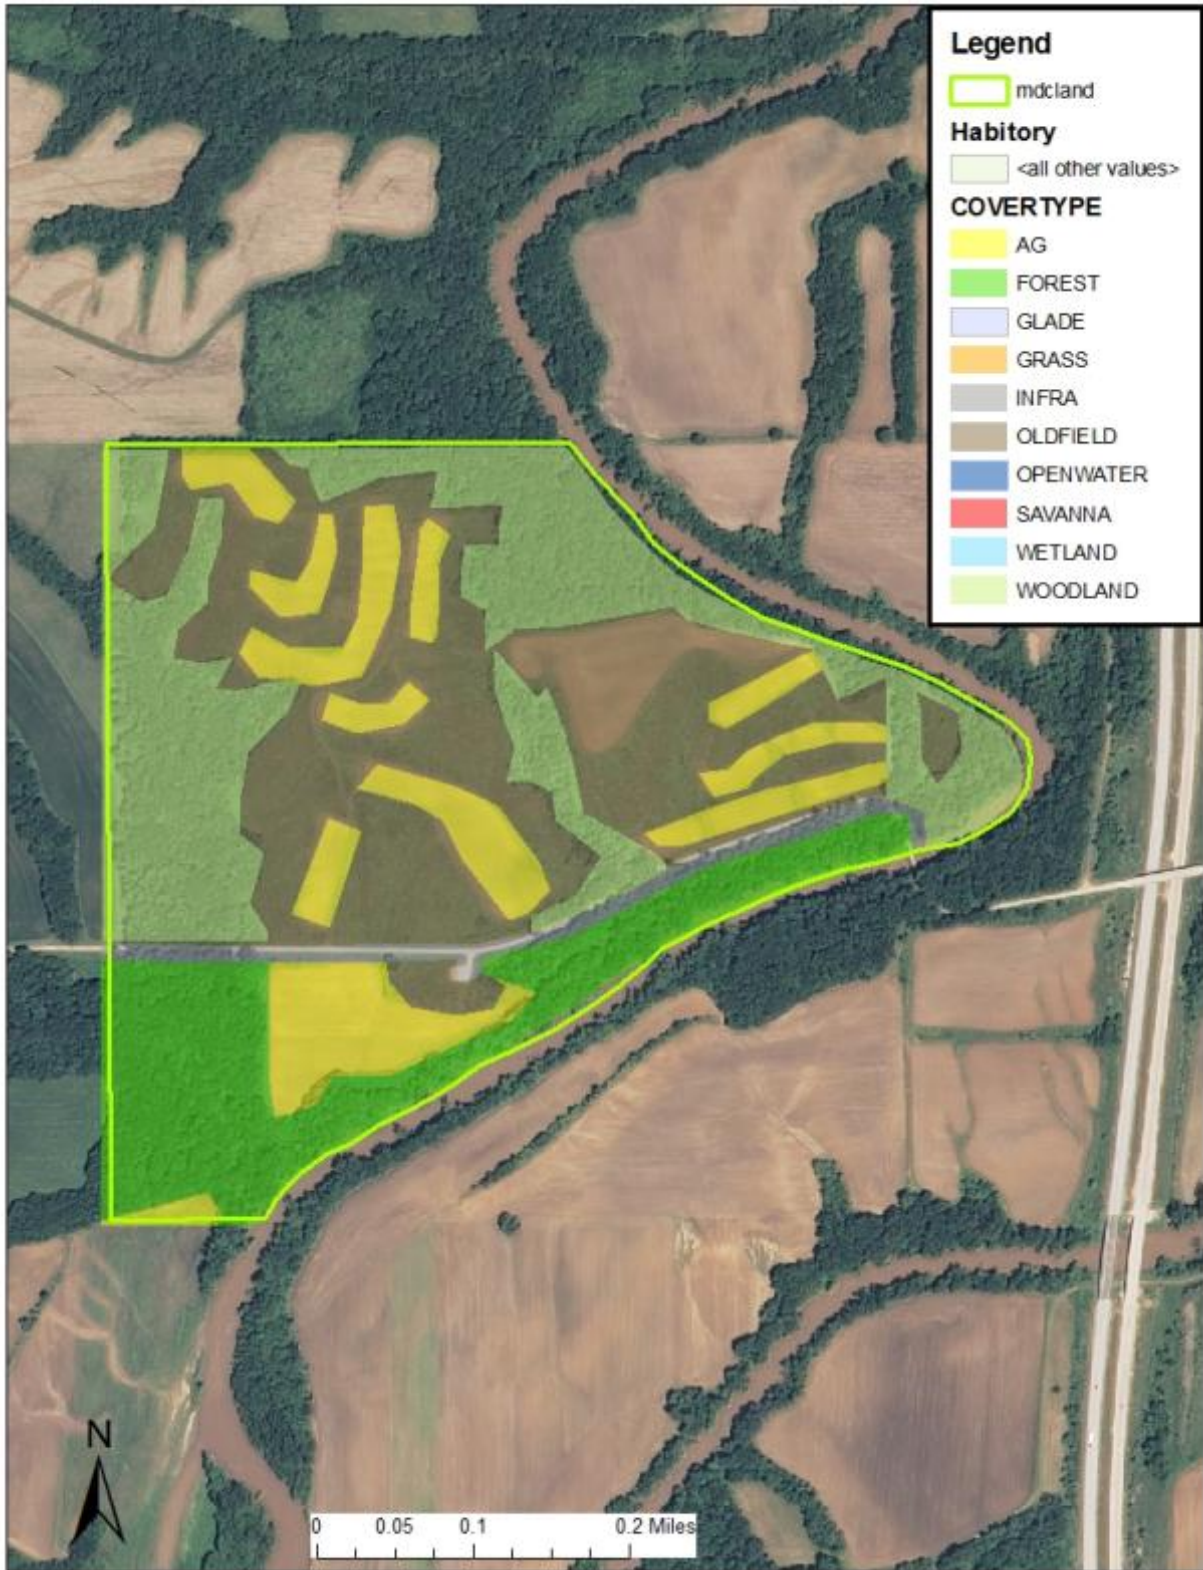 Legend
mdcland
Habitory
<all other values>
COVERTYPE
AG
FOREST
GLADE
GRASS
INFRA
OLDFIELD
OPENWATER
SAVANNA
WETLAND
WOODLAND
N
0 0.05 0.1 0.2 Miles